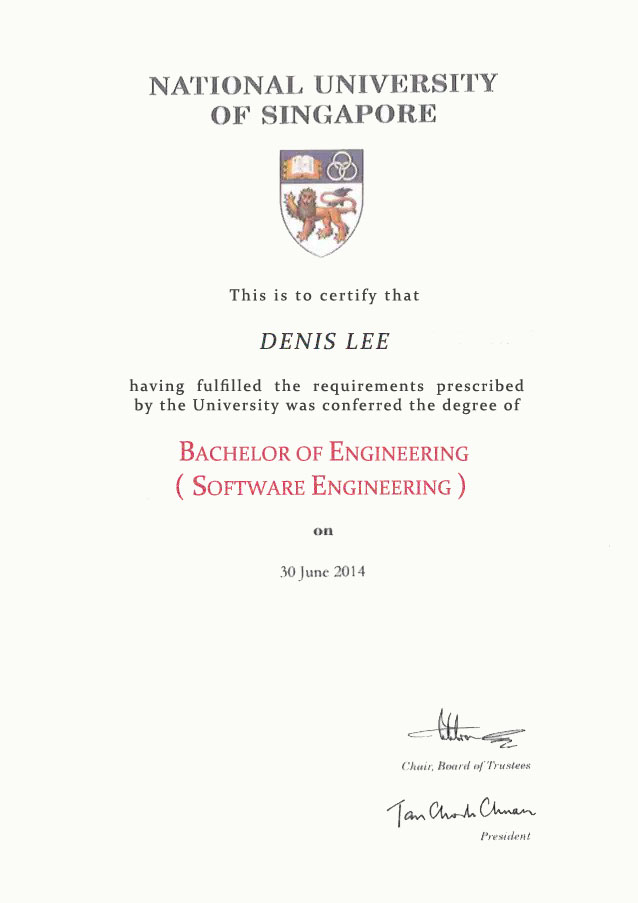 NATIONAL UNIVERSITY
OF SINGAPORE
This is to certify that
DENIS LEE
having fulfilled the requirements prescribed
by the University was conferred the degree of
BACHELOR OF ENGINEERING
( SOFTWARE ENGINEERING )
on
30 June 2014
Chair, Board of Trustees
Tan Chorh Chuan
President